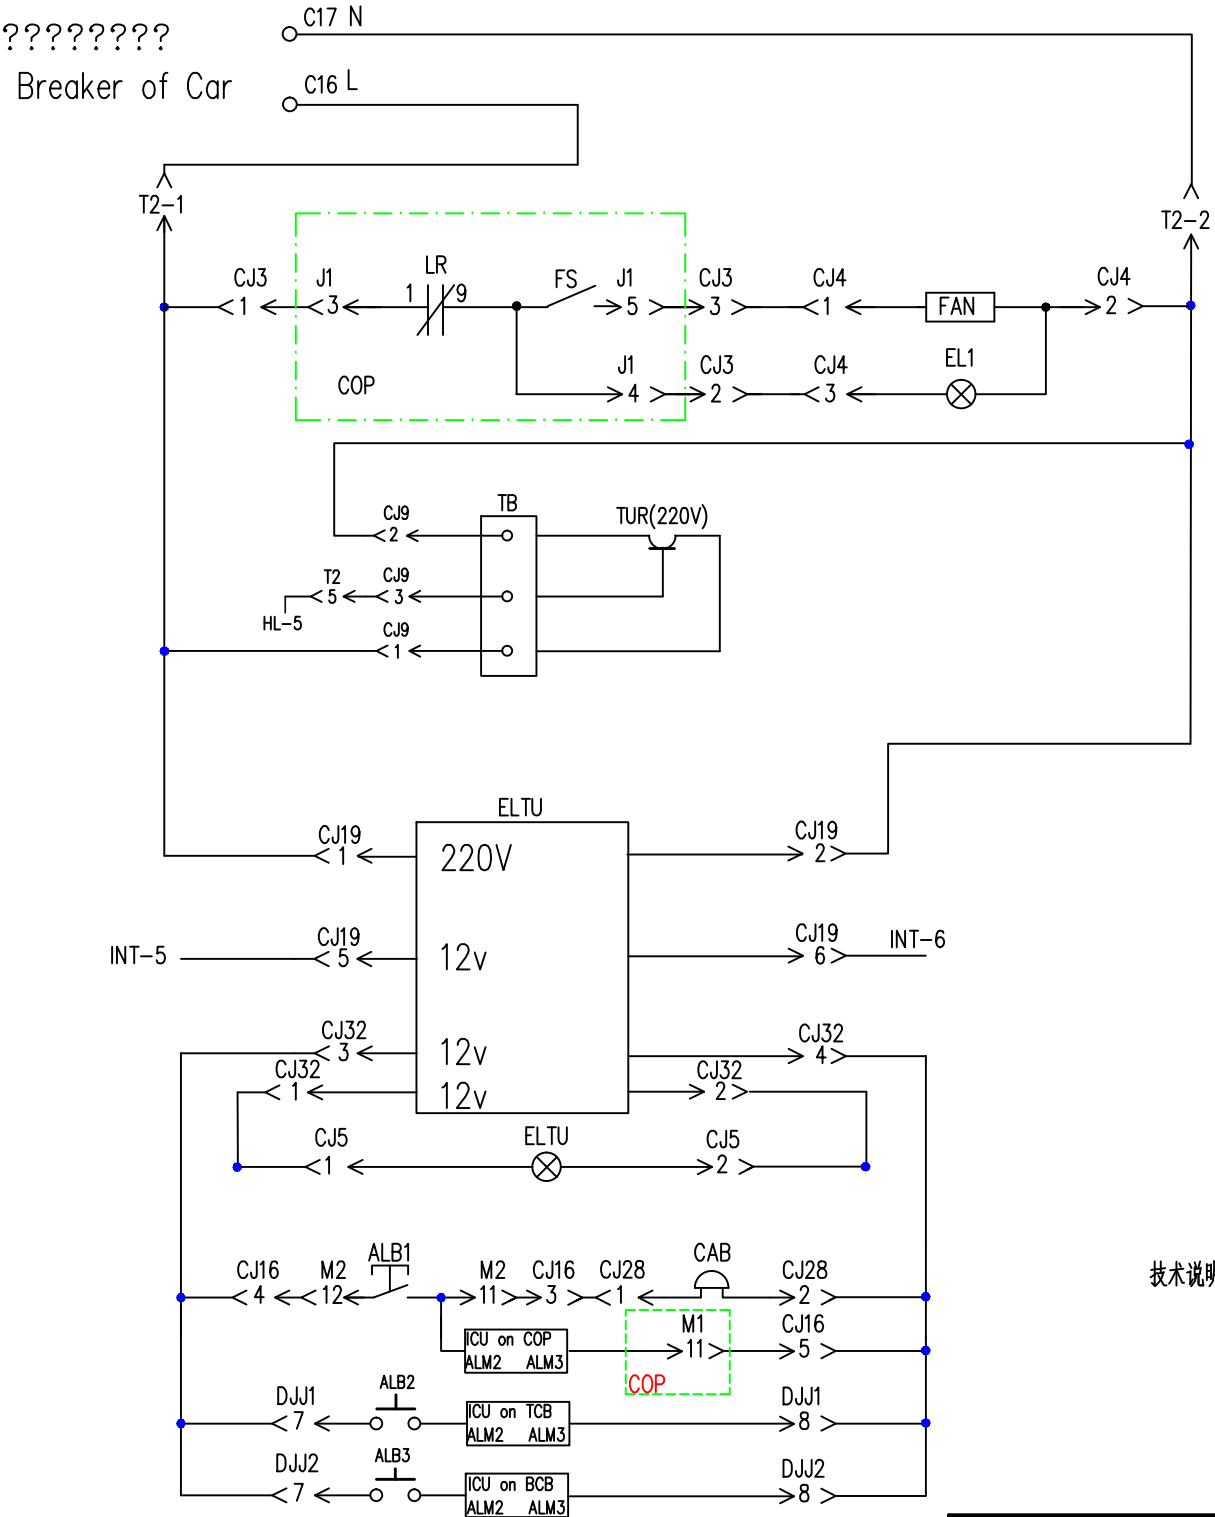 C17 N
????????
Breaker of Car
C16 L
T2-1
T2-2
CJ3 J1 LR FS J1 CJ3 CJ4 CJ4
1 3 1 9 5 3 1 FAN 2
J1 CJ3 CJ4 EL1
COP 4 2 3
TB
CJ9 TUR(220V)
2
T2 CJ9
5 3
HL-5
CJ9
1
ELTU
CJ19 CJ19
1 220V 2
CJ19 CJ19
INT-5 5 12v 6 INT-6
CJ32 CJ32
3 12v 4
CJ32 CJ32
1 12v 2
CJ5 ELTU CJ5
1 2
CJ16 M2 ALB1 M2 CJ16 CJ28 CAB CJ28
4 12 11 3 1 2
技术说明
M1 CJ16
ICU on COP
ALM2 ALM3 11 5
COP
DJJ1 ALB2 DJJ1
7 ICU on TCB 8
ALM2 ALM3
DJJ2 ALB3 DJJ2
7 ICU on BCB 8
ALM2 ALM3